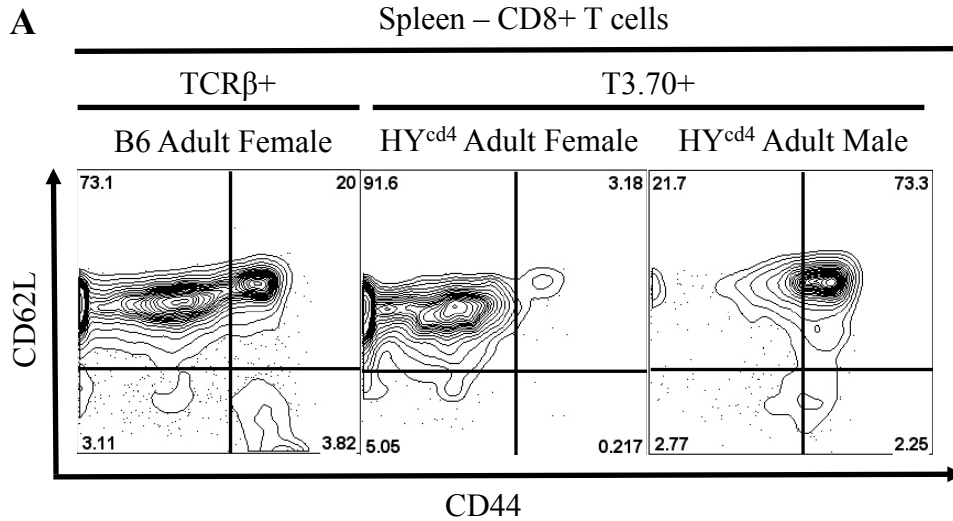 A
Spleen – CD8+ T cells
TCRβ+ T3.70+
B6 Adult Female HYcd4 Adult Female HYcd4 Adult Male
73.1 20 91.6 3.18 21.7 73.3
CD62L
3.11 3.82 5.05 0.217 2.77 2.25
CD44